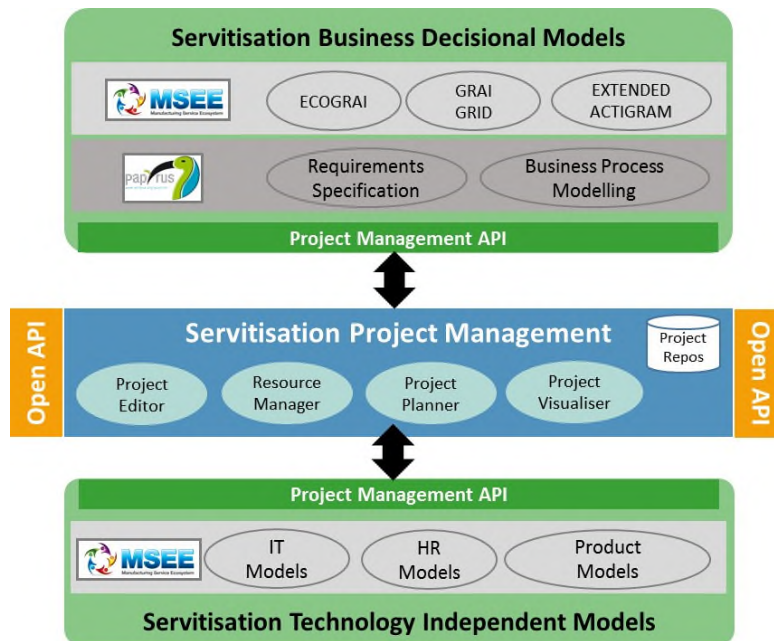 Servitisation Business Decisional Models
MSEE
Manufacturing Service Ecosystem
ECOGRAI
GRAI
GRID
EXTENDED
ACTIGRAM
papyrus
Requirements
Specification
Business Process
Modelling
Project Management API
Open API
Servitisation Project Management
Project
Repos
Project
Editor
Resource
Manager
Project
Planner
Project
Visualiser
Open API
Project Management API
MSEE
Manufacturing Service Ecosystem
IT
Models
HR
Models
Product
Models
Servitisation Technology Independent Models